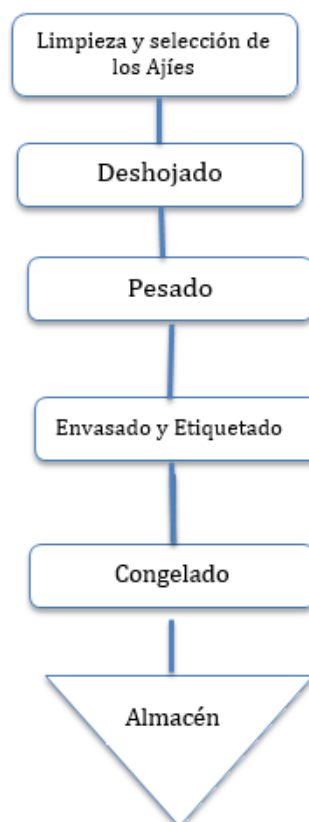 Limpieza y selección de
los Ajíes
Deshojado
Pesado
Envasado y Etiquetado
Congelado
Almacén